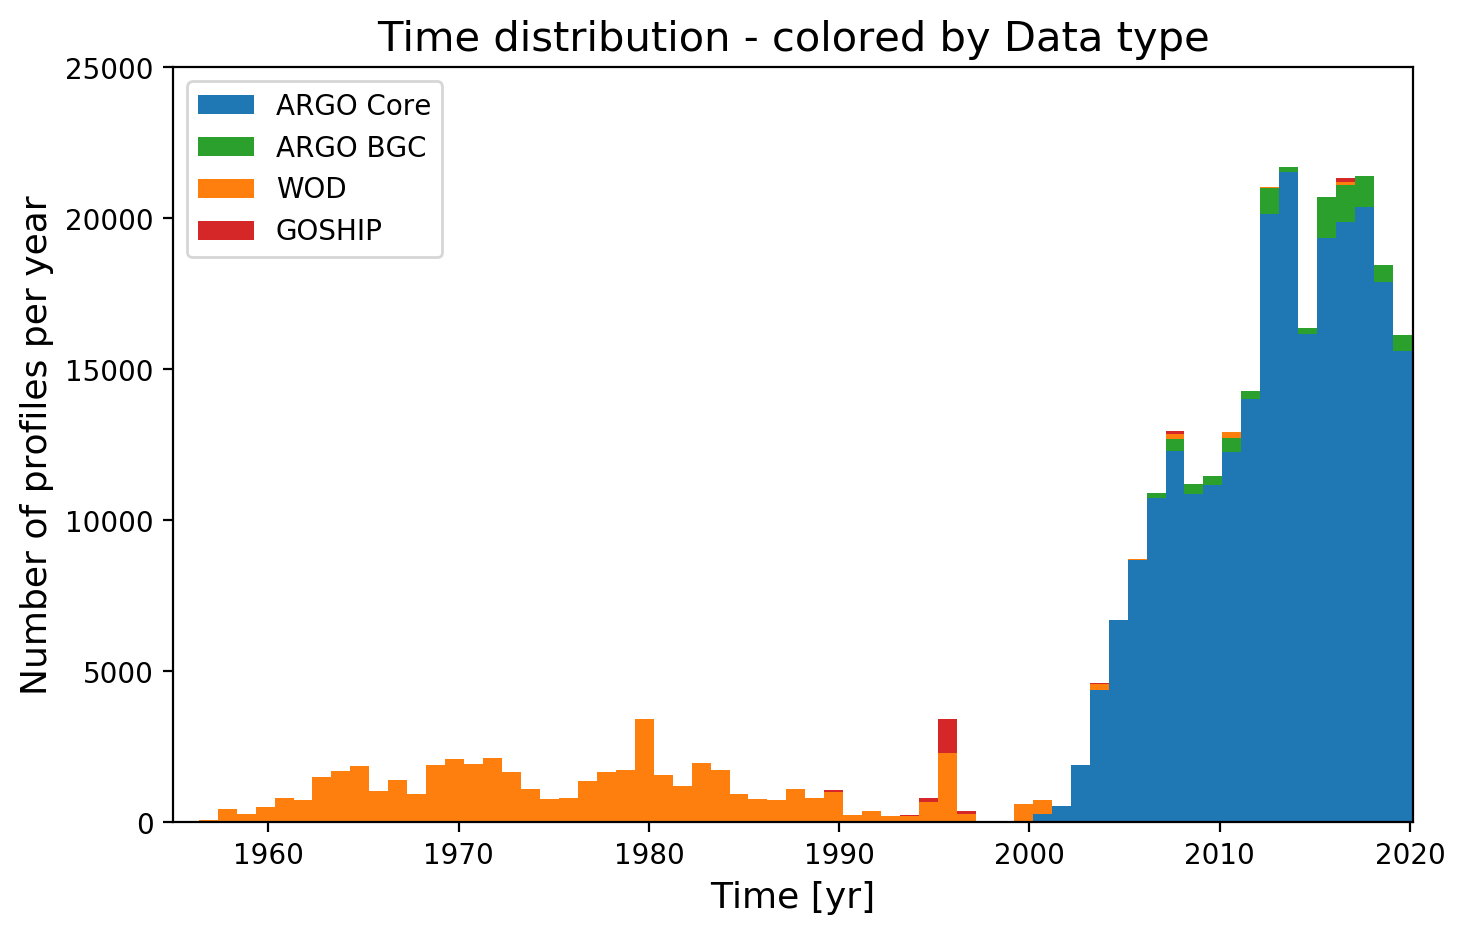 Time distribution - colored by Data type
25000
20000
15000
10000
5000
0
Number of profiles per year
ARGO Core
ARGO BGC
WOD
GOSHIP
1960 1970 1980 1990 2000 2010 2020
Time [yr]